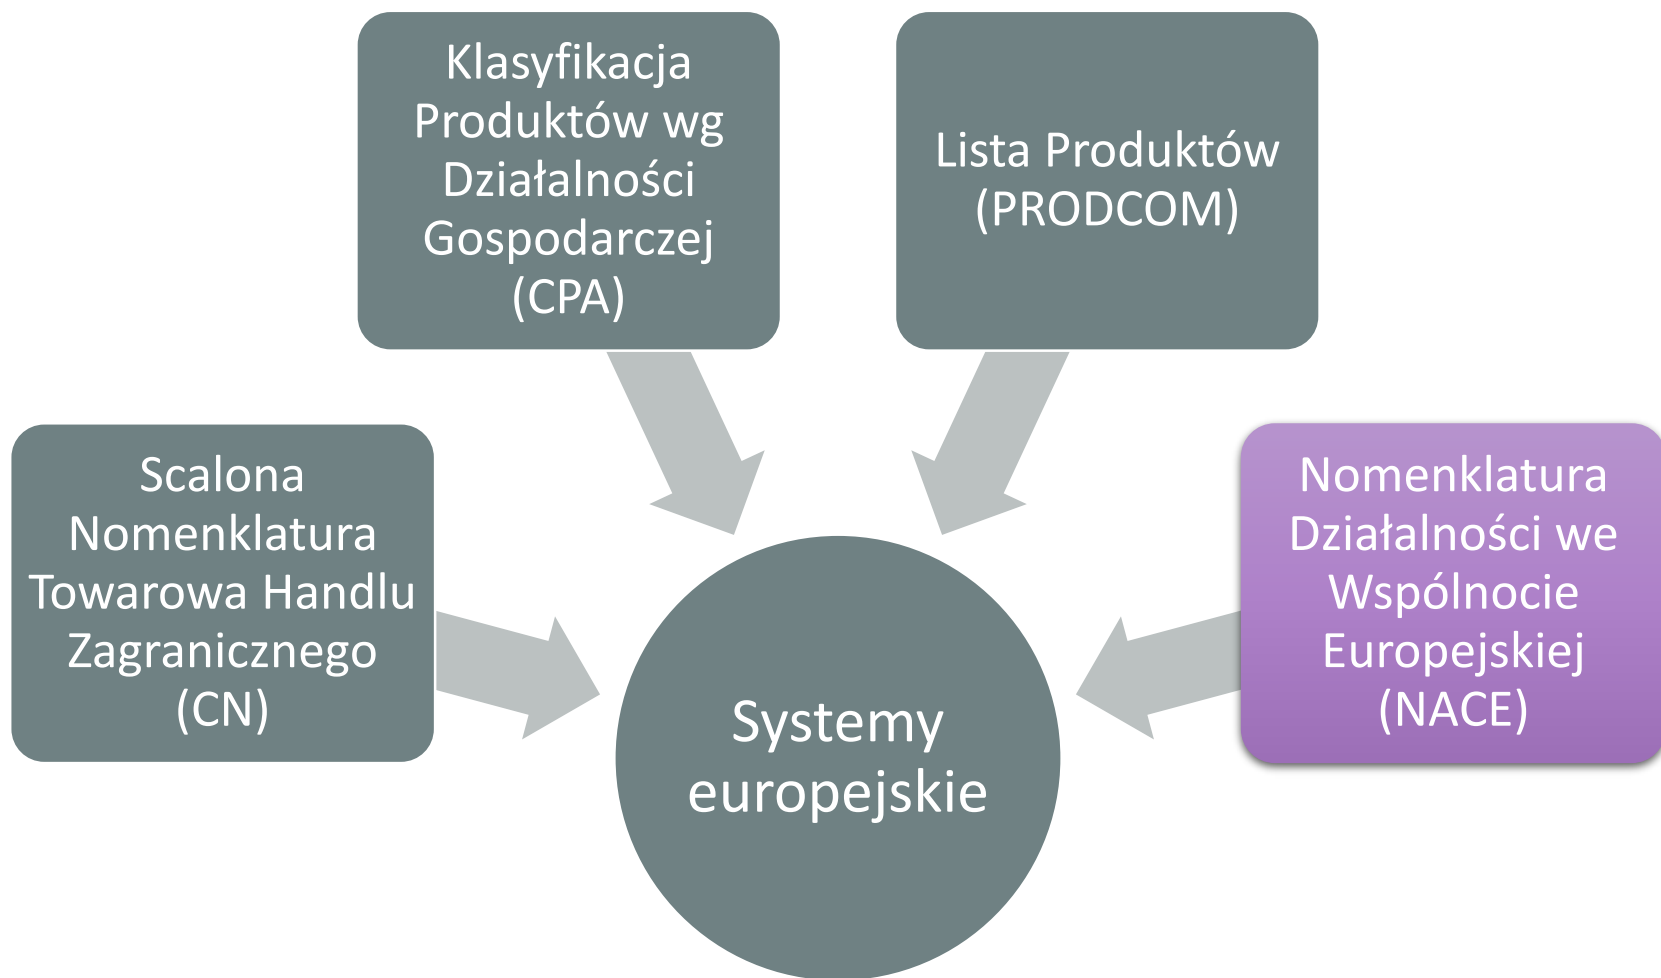 Klasyfikacja
Produktów wg
Działalności
Gospodarczej
(CPA)
Lista Produktów
(PRODCOM)
Scalona
Nomenklatura
Towarowa Handlu
Zagranicznego
(CN)
Nomenklatura
Działalności we
Wspólnocie
Europejskiej
(NACE)
Systemy
europejskie